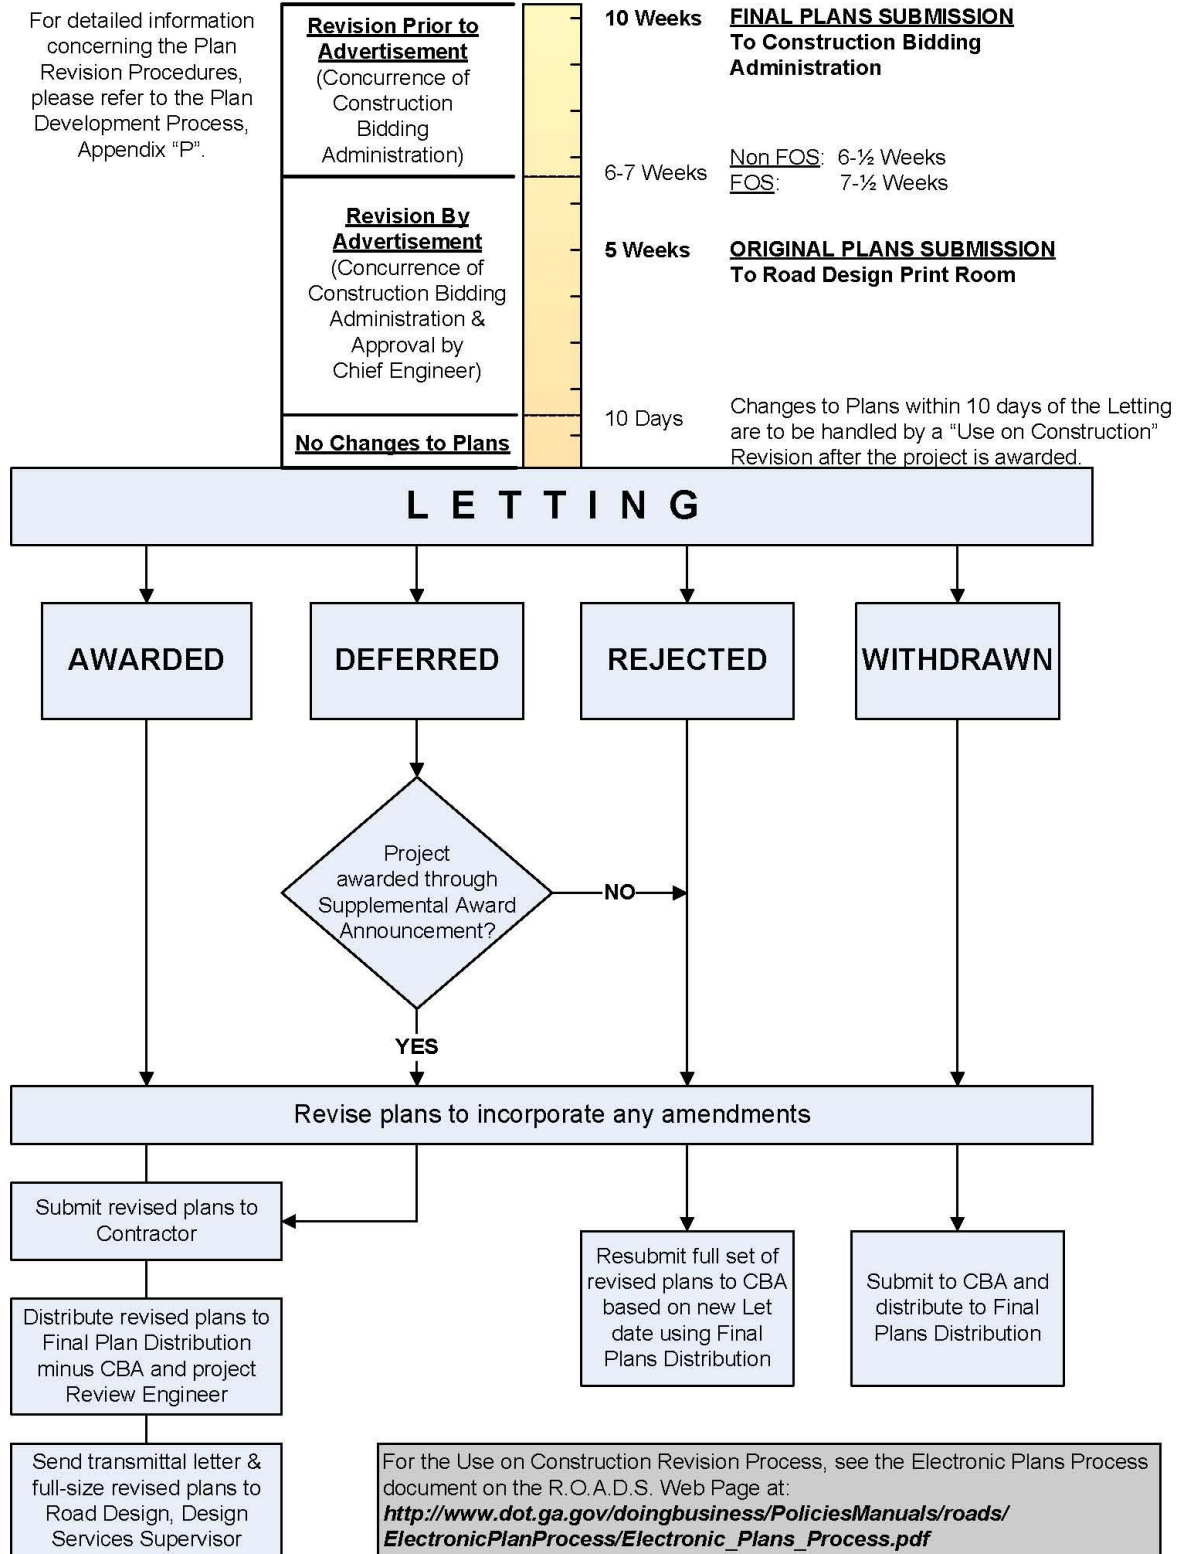 For detailed information
concerning the Plan
Revision Procedures,
please refer to the Plan
Development Process,
Appendix “P”.
Revision Prior to
Advertisement
(Concurrence of
Construction
Bidding
Administration)
10 Weeks
FINAL PLANS SUBMISSION
To Construction Bidding
Administration
6-7 Weeks
Non FOS: 6-½ Weeks
FOS: 7-½ Weeks
Revision By
Advertisement
(Concurrence of
Construction Bidding
Administration &
Approval by
Chief Engineer)
5 Weeks
ORIGINAL PLANS SUBMISSION
To Road Design Print Room
10 Days
Changes to Plans within 10 days of the Letting
are to be handled by a “Use on Construction”
Revision after the project is awarded.
No Changes to Plans
LETTING
AWARDED
DEFERRED
REJECTED
WITHDRAWN
Project
awarded through
Supplemental Award
Announcement?
NO
YES
Revise plans to incorporate any amendments
Submit revised plans to
Contractor
Distribute revised plans to
Final Plan Distribution
minus CBA and project
Review Engineer
Send transmittal letter &
full-size revised plans to
Road Design, Design
Services Supervisor
Resubmit full set of
revised plans to CBA
based on new Let
date using Final
Plans Distribution
Submit to CBA and
distribute to Final
Plans Distribution
For the Use on Construction Revision Process, see the Electronic Plans Process
document on the R.O.A.D.S. Web Page at:
http://www.dot.ga.gov/doingbusiness/PoliciesManuals/roads/
ElectronicPlanProcess/Electronic_Plans_Process.pdf